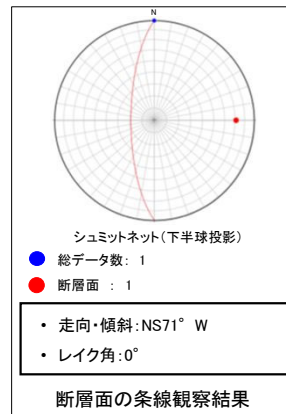 N
シュミットネット(下半球投影)
総データ数: 1
断層面 : 1
• 走向・傾斜:NS71° W
• レイク角:0°
断層面の条線観察結果